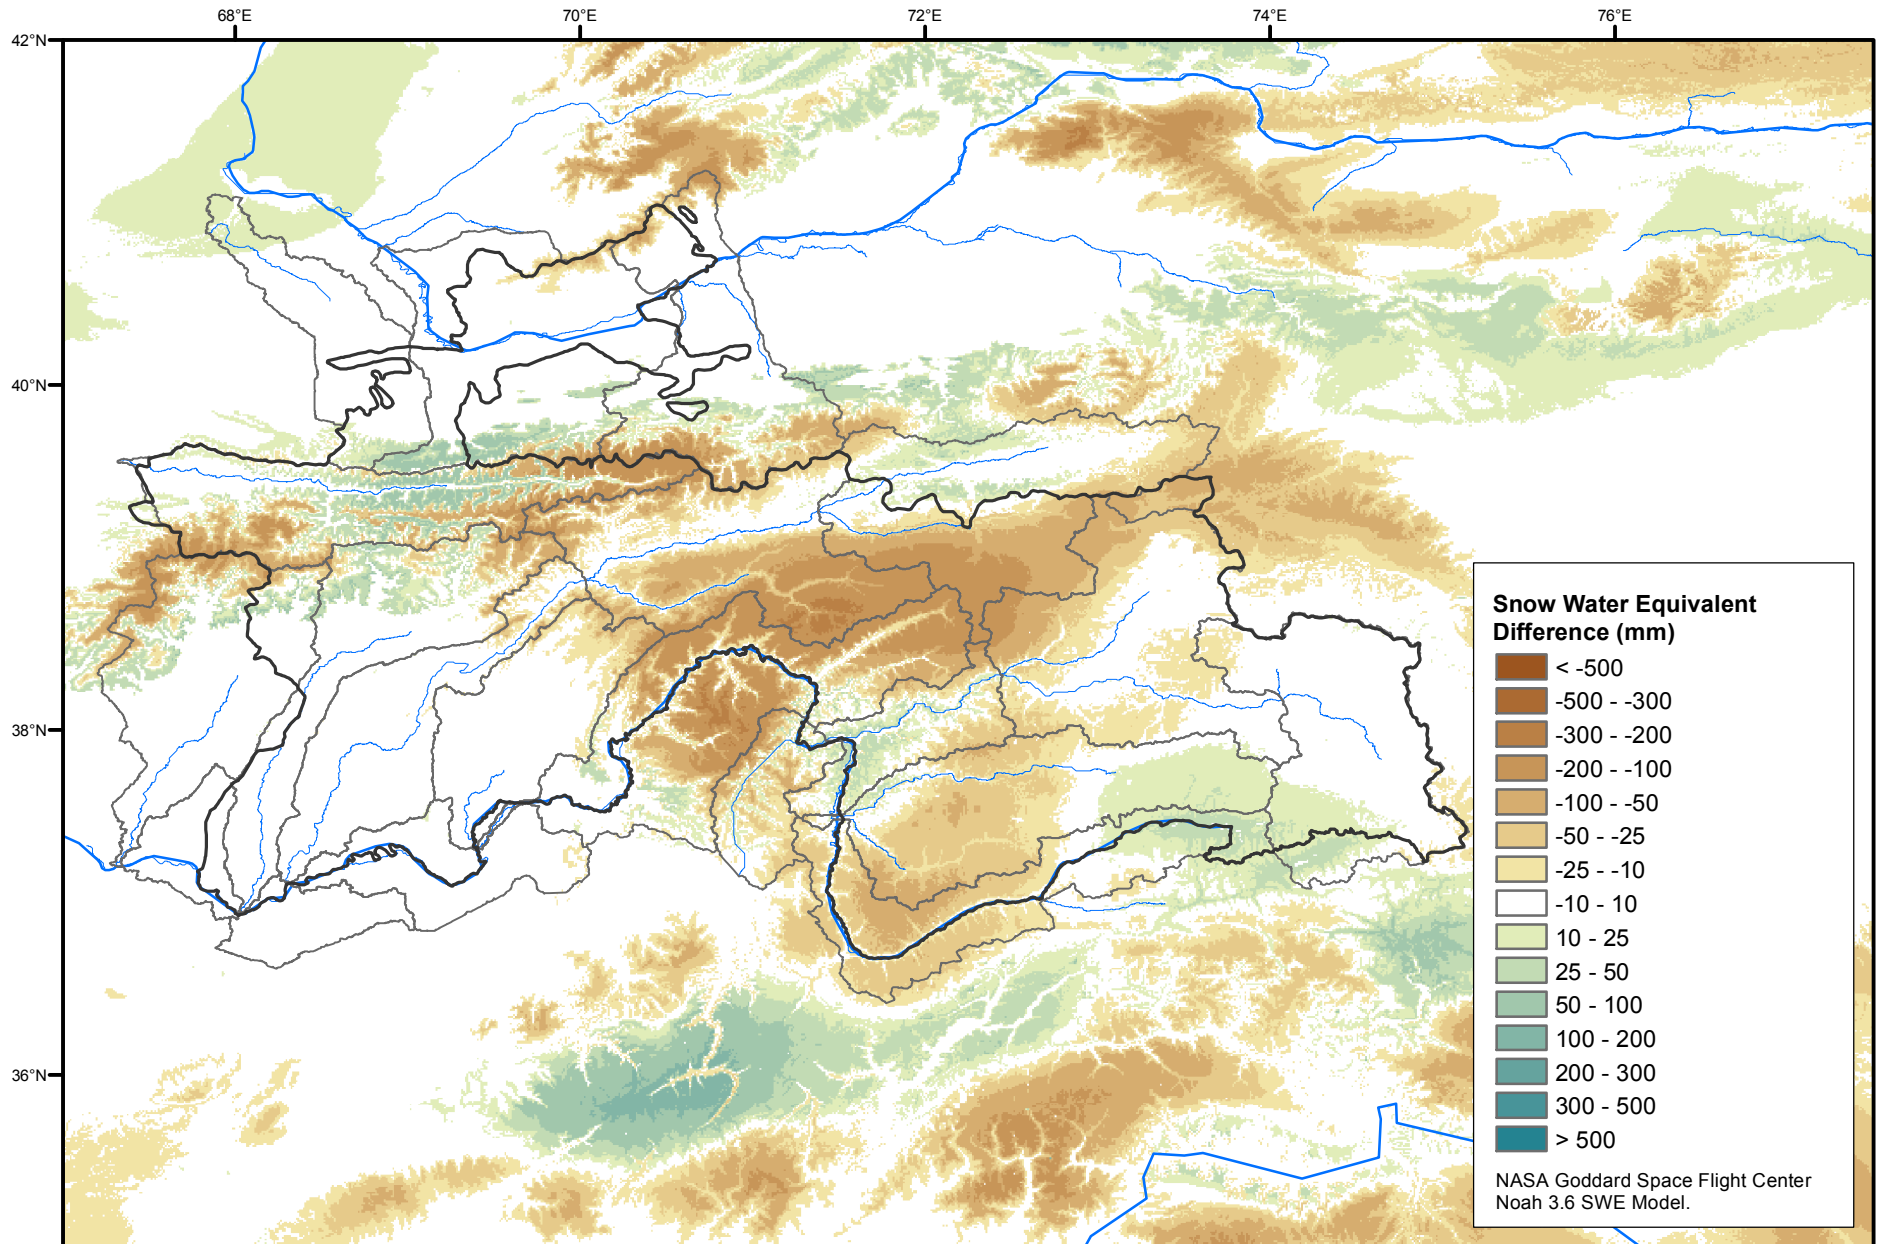 68°E
70°E
72°E
74°E
76°E
42°N
40°N
38°N
36°N
Snow Water Equivalent
Difference (mm)
< -500
-500 - -300
-300 - -200
-200 - -100
-100 - -50
-50 - -25
-25 - -10
-10 - 10
10 - 25
25 - 50
50 - 100
100 - 200
200 - 300
300 - 500
> 500
NASA Goddard Space Flight Center
Noah 3.6 SWE Model.